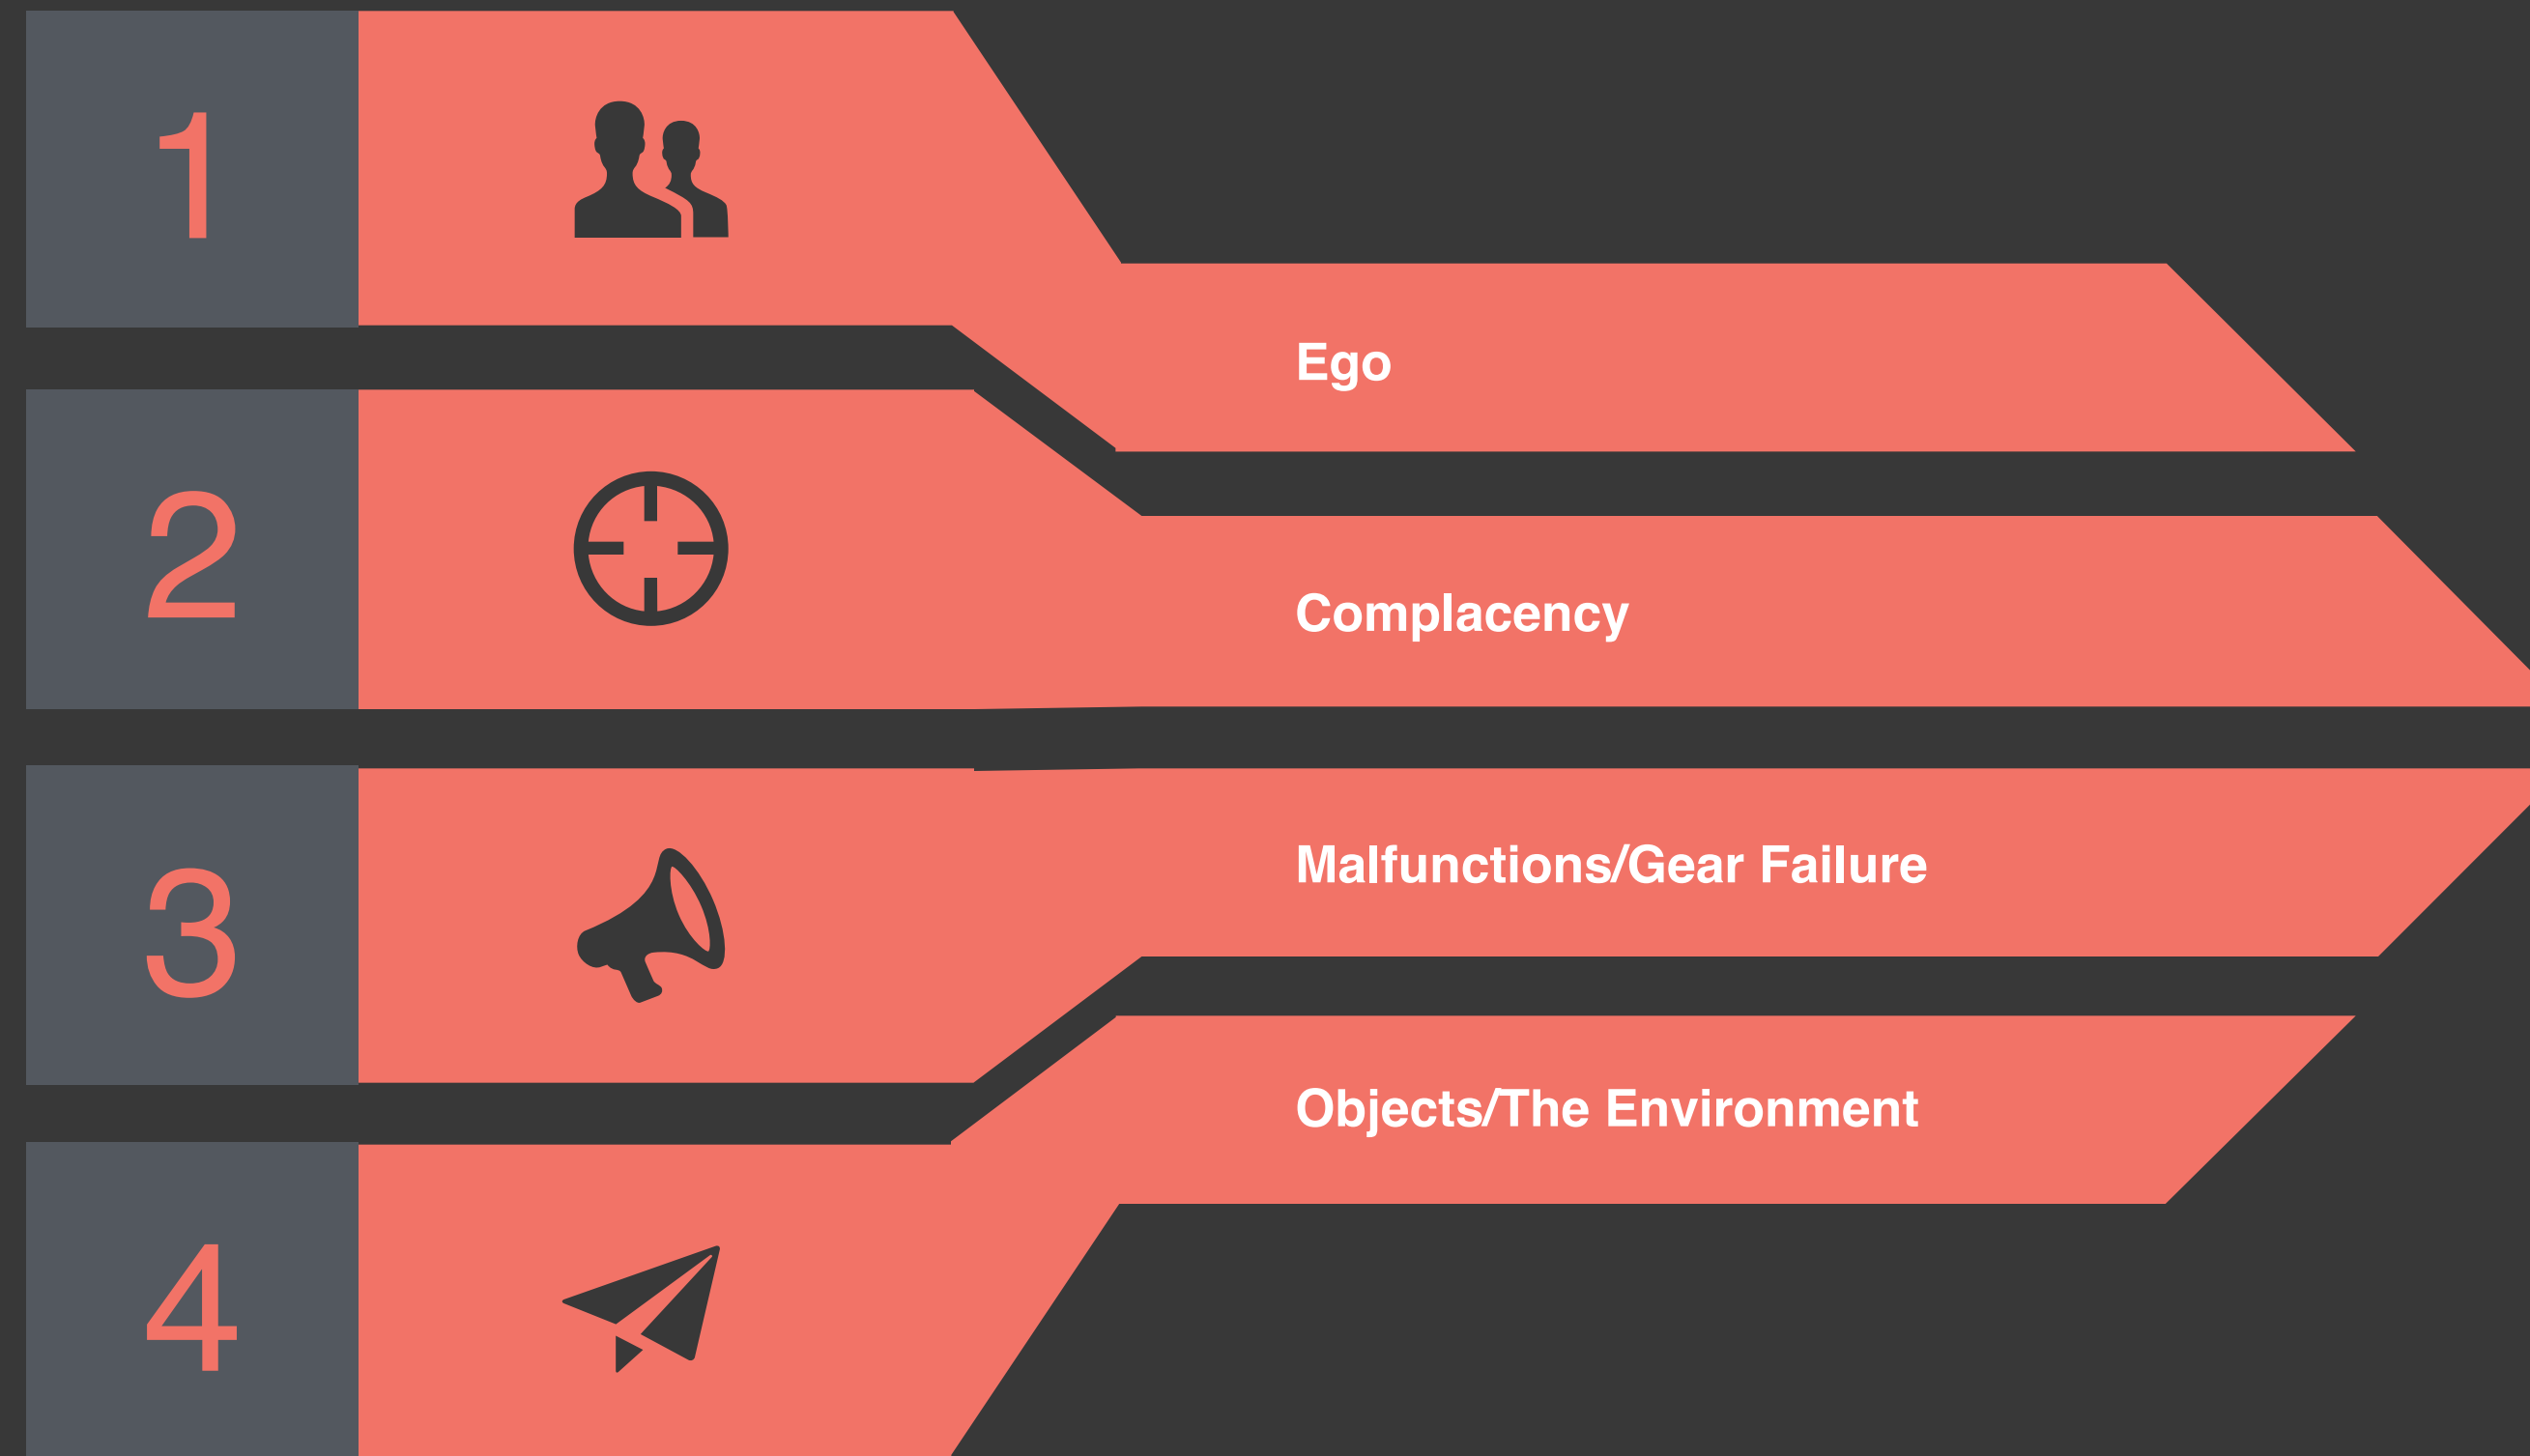 1
Ego
2
Complacency
3
Malfunctions/Gear Failure
4
Objects/The Environment